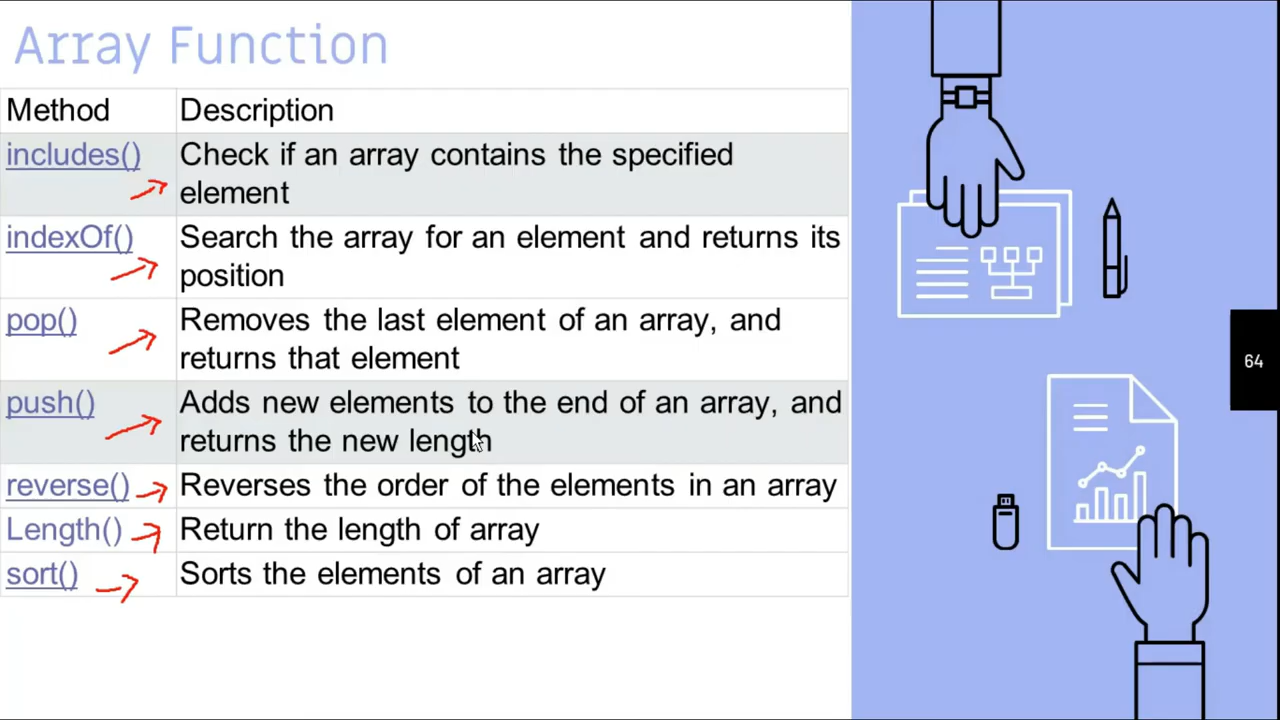 Array Function
Method Description
includes() Check if an array contains the specified
element
indexOf() Search the array for an element and returns its
position
pop() Removes the last element of an array, and
returns that element
push() Adds new elements to the end of an array, and
returns the new length
reverse() Reverses the order of the elements in an array
Length() Return the length of array
sort() Sorts the elements of an array
64